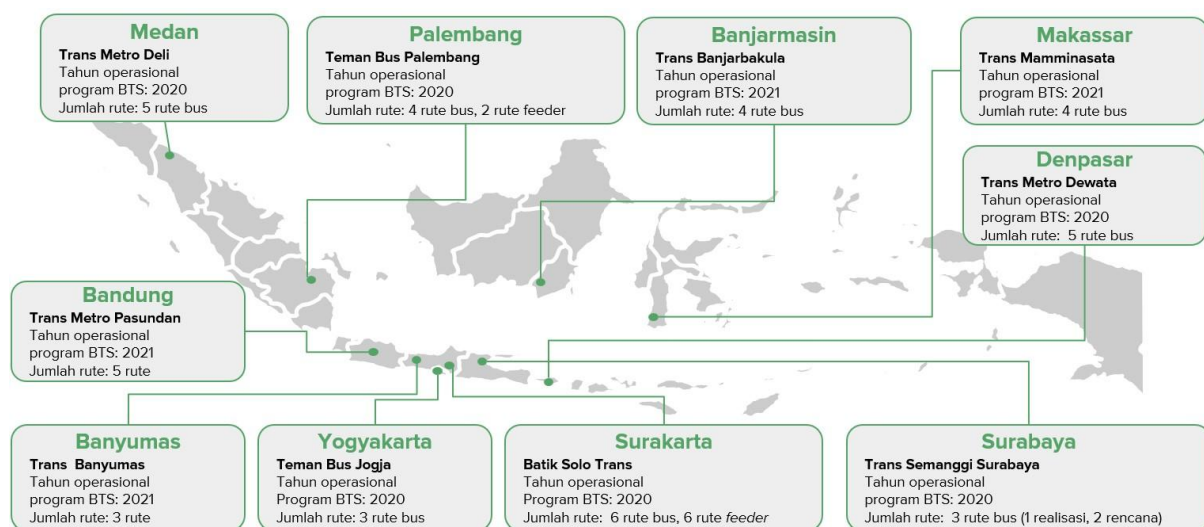 Medan
Trans Metro Deli
Tahun operasional
program BTS: 2020
Jumlah rute: 5 rute bus
Palembang
Teman Bus Palembang
Tahun operasional
program BTS: 2020
Jumlah rute: 4 rute bus, 2 rute feeder
Banjarmasin
Trans Banjarbakula
Tahun operasional
program BTS: 2021
Jumlah rute: 4 rute bus
Makassar
Trans Mamminasata
Tahun operasional
program BTS: 2021
Jumlah rute: 4 rute bus
Denpasar
Trans Metro Dewata
Tahun operasional
program BTS: 2020
Jumlah rute: 5 rute bus
Bandung
Trans Metro Pasundan
Tahun operasional
program BTS: 2021
Jumlah rute: 5 rute
Banyumas
Trans Banyumas
Tahun operasional
program BTS: 2021
Jumlah rute: 3 rute
Yogyakarta
Teman Bus Jogja
Tahun operasional
Program BTS: 2020
Jumlah rute: 3 rute bus
Surakarta
Batik Solo Trans
Tahun operasional
Program BTS: 2020
Jumlah rute: 6 rute bus, 6 rute feeder
Surabaya
Trans Semanggi Surabaya
Tahun operasional
program BTS: 2020
Jumlah rute: 3 rute bus (1 realisasi, 2 rencana)